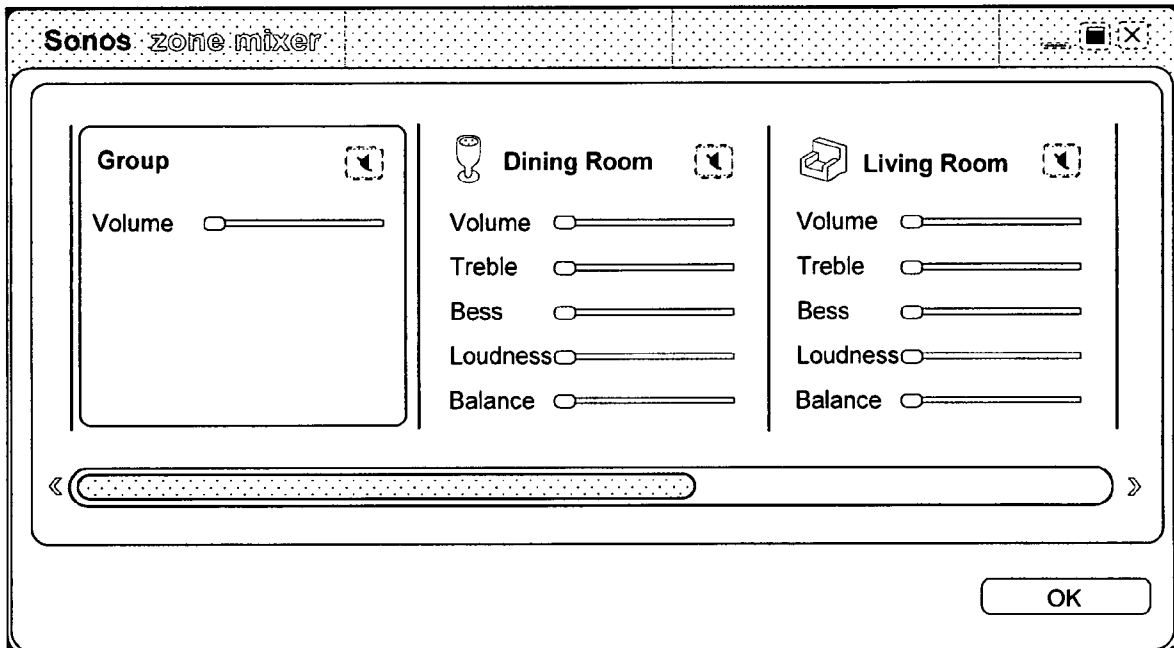 Sonos zone mixer
Group
Volume
Dining Room
Volume
Treble
Bess
Loudness
Balance
Living Room
Volume
Treble
Bess
Loudness
Balance
OK